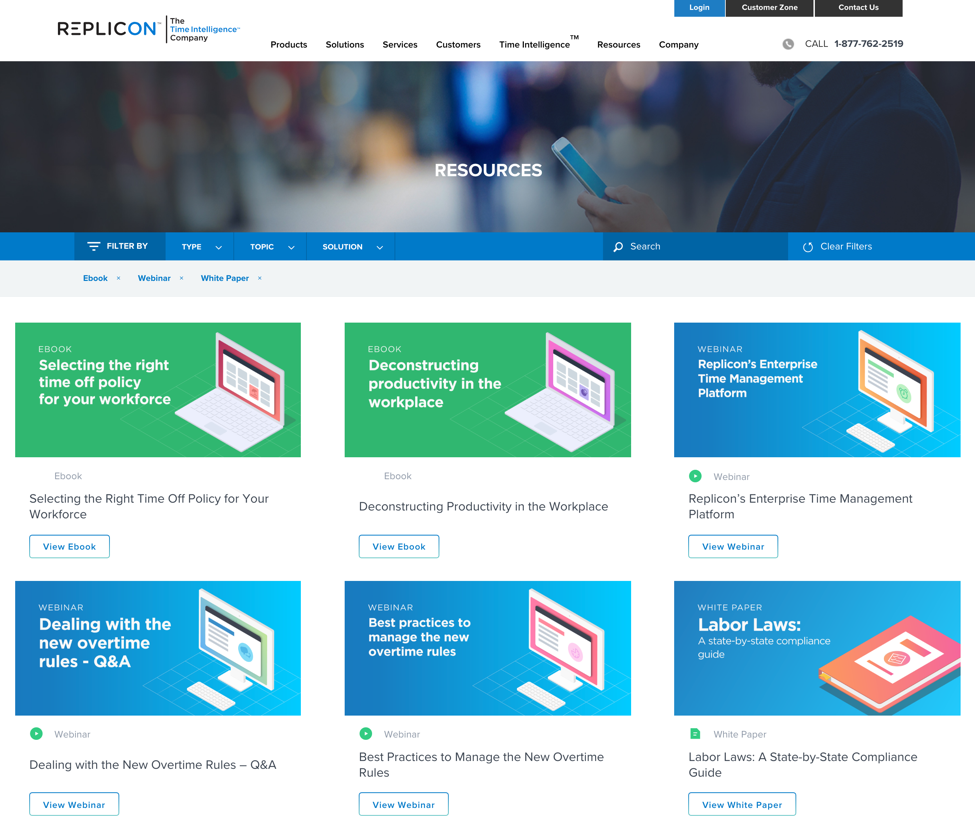 Login
Customer Zone
Contact Us
REPLICON™
The
Time Intelligence™
Company
Products
Solutions
Services
Customers
Time Intelligence™
Resources
Company
CALL 1-877-762-2519
RESOURCES
FILTER BY
TYPE
TOPIC
SOLUTION
Search
Clear Filters
Ebook ×
Webinar ×
White Paper ×
EBOOK
Selecting the right
time off policy
for your workforce
Ebook
Selecting the Right Time Off Policy for Your
Workforce
View Ebook
EBOOK
Deconstructing
productivity in the
workplace
Ebook
Deconstructing Productivity in the Workplace
View Ebook
WEBINAR
Replicon’s Enterprise
Time Management
Platform
Webinar
Replicon’s Enterprise Time Management
Platform
View Webinar
WEBINAR
Dealing with the
new overtime
rules - Q&A
Webinar
Dealing with the New Overtime Rules – Q&A
View Webinar
WEBINAR
Best practices to
manage the new
overtime rules
Webinar
Best Practices to Manage the New Overtime
Rules
View Webinar
WHITE PAPER
Labor Laws:
A state-by-state compliance
guide
White Paper
Labor Laws: A State-by-State Compliance
Guide
View White Paper